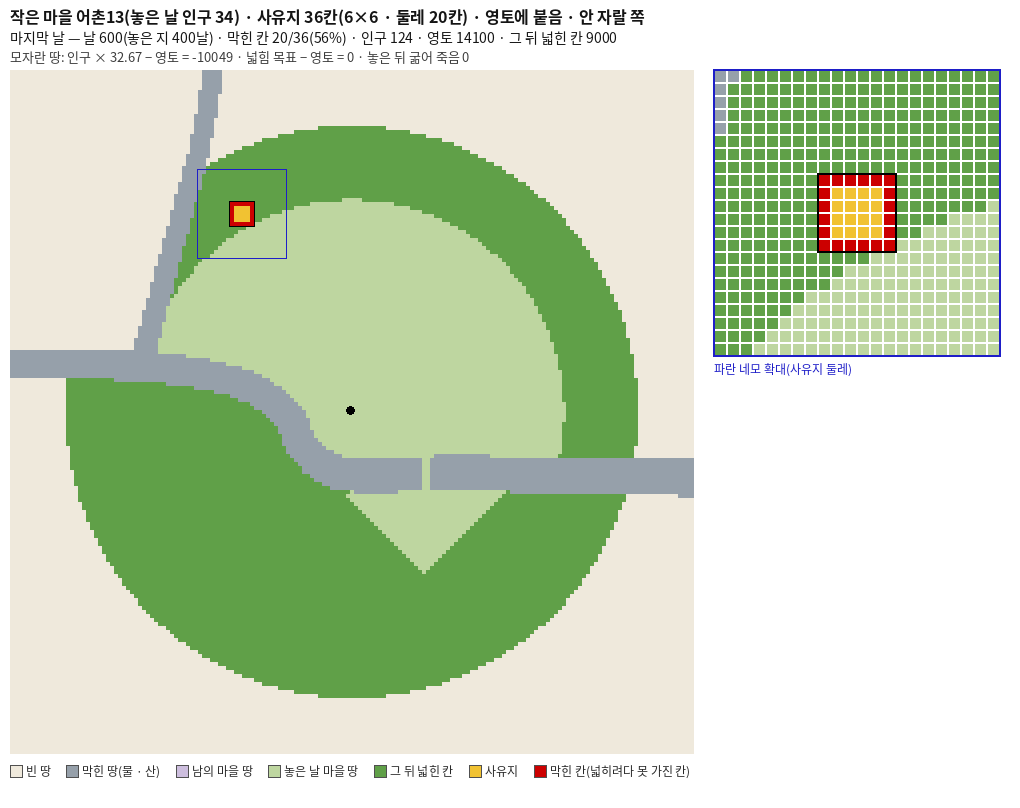 작은 마을 어촌13(놓은 날 인구 34) · 사유지 36칸(6×6 · 둘레 20칸) · 영토에 붙음 · 안 자랄 쪽
마지막 날 — 날 600(놓은 지 400날) · 막힌 칸 20/36(56%) · 인구 124 · 영토 14100 · 그 뒤 넓힌 칸 9000
모자란 땅: 인구 × 32.67 − 영토 = -10049 · 넓힘 목표 − 영토 = 0 · 놓은 뒤 굶어 죽음 0
파란 네모 확대(사유지 둘레)
빈 땅 막힌 땅(물 · 산) 남의 마을 땅 놓은 날 마을 땅 그 뒤 넓힌 칸 사유지 막힌 칸(넓히려다 못 가진 칸)